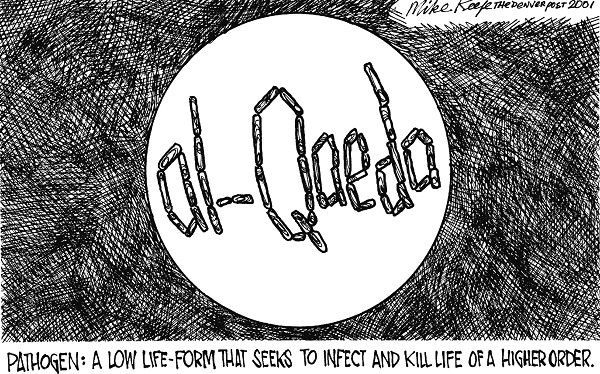 Mike Keefe THE DENVER POST 2001
al-Qaeda
PATHOGEN: A LOW LIFE-FORM THAT SEEKS TO INFECT AND KILL LIFE OF A HIGHER ORDER.